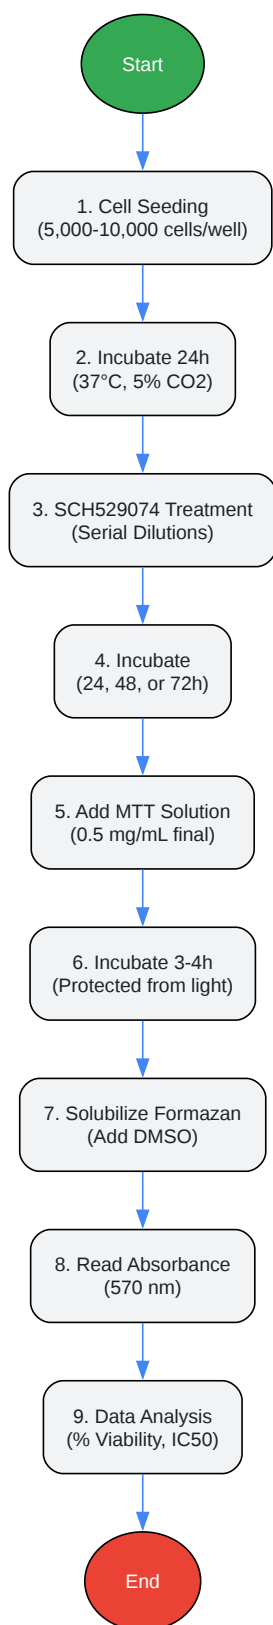 Start
1. Cell Seeding
(5,000-10,000 cells/well)
2. Incubate 24h
(37°C, 5% CO2)
3. SCH529074 Treatment
(Serial Dilutions)
4. Incubate
(24, 48, or 72h)
5. Add MTT Solution
(0.5 mg/mL final)
6. Incubate 3-4h
(Protected from light)
7. Solubilize Formazan
(Add DMSO)
8. Read Absorbance
(570 nm)
9. Data Analysis
(% Viability, IC50)
End